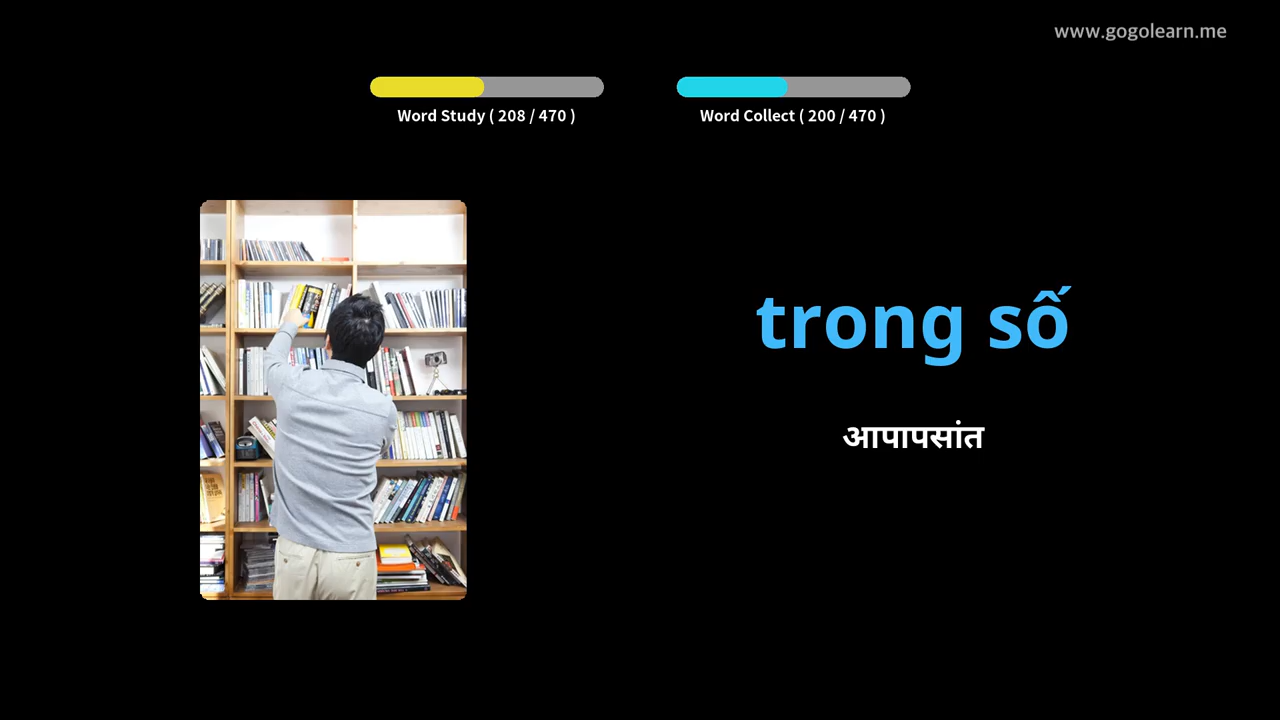 www.gogolearn.me
Word Study ( 208 / 470 )
Word Collect ( 200 / 470 )
trong số
आपापसांत